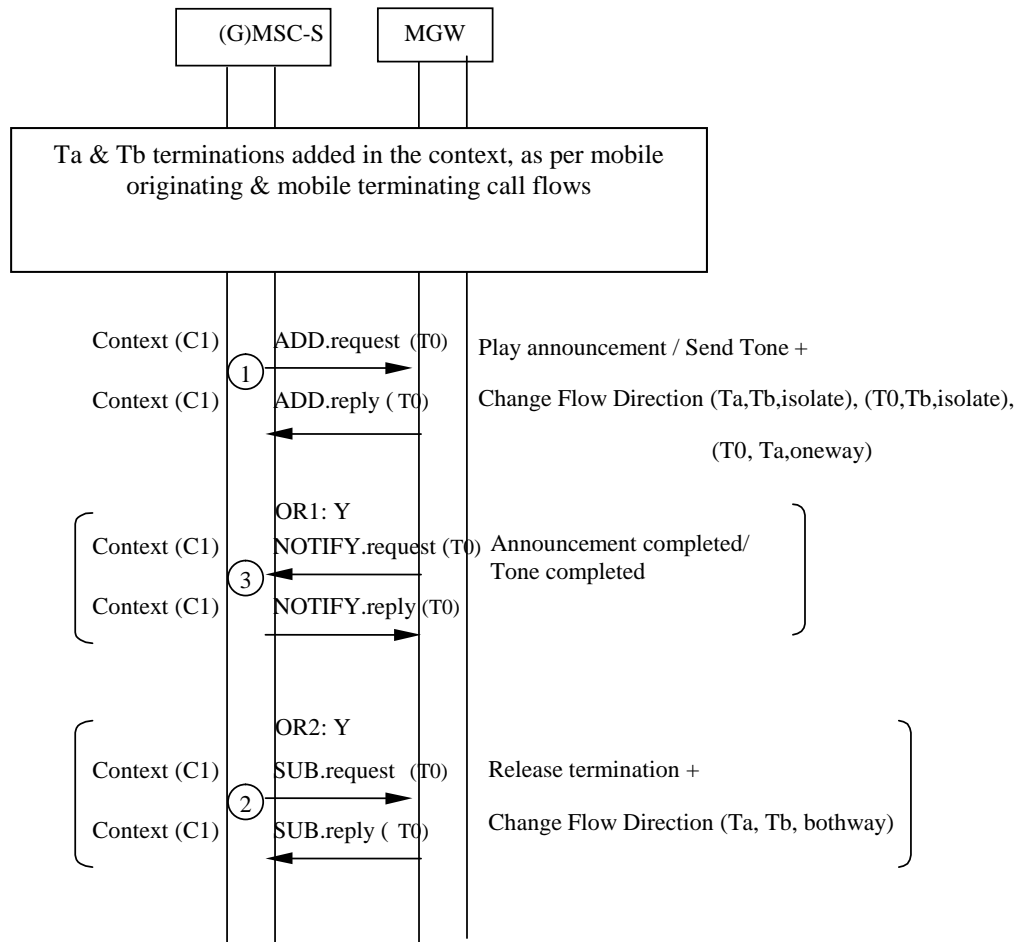 (G)MSC-S MGW
Ta & Tb terminations added in the context, as per mobile
originating & mobile terminating call flows
Context (C1) ADD.request (T0)
Play announcement / Send Tone +
1
Context (C1) ADD.reply ( T0)
Change Flow Direction (Ta,Tb,isolate), (T0,Tb,isolate),
(T0, Ta,oneway)
OR1: Y
Context (C1) NOTIFY.request (T0) Announcement completed/
Tone completed
3
Context (C1) NOTIFY.reply (T0)
OR2: Y
Context (C1) SUB.request (T0) Release termination +
2
Context (C1) SUB.reply ( T0) Change Flow Direction (Ta, Tb, bothway)